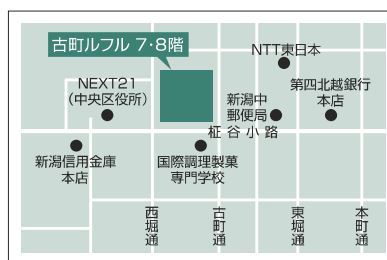 古町ルフル 7・8階
NTT東日本
NEXT21
(中央区役所)
新潟中
郵便局
第四北越銀行
本店
柾谷小路
新潟信用金庫
本店
国際調理製菓
専門学校
西堀通
古町通
東堀通
本町通